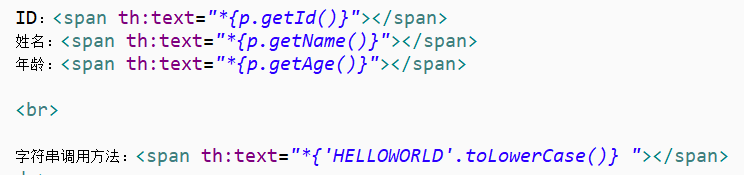 ID：<span th:text="*{p.getId()}"></span>
姓名：<span th:text="*{p.getName()}"></span>
年龄：<span th:text="*{p.getAge()}"></span>
<br>
字符串调用方法：<span th:text="*{'HELLOWORLD'.toLowerCase()} "></span>